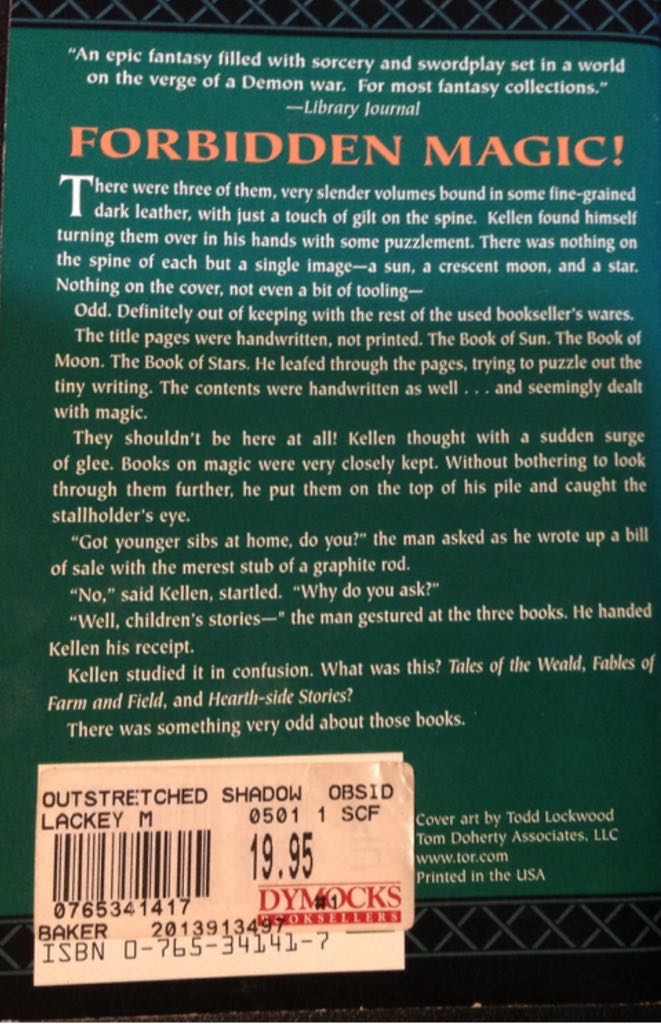 "An epic fantasy filled with sorcery and swordplay set in a world
on the verge of a Demon war. For most fantasy collections."
—Library Journal
FORBIDDEN MAGIC!
There were three of them, very slender volumes bound in some fine-grained
dark leather, with just a touch of gilt on the spine. Kellen found himself
turning them over in his hands with some puzzlement. There was nothing on
the spine of each but a single image—a sun, a crescent moon, and a star.
Nothing on the cover, not even a bit of tooling—
Odd. Definitely out of keeping with the rest of the used bookseller's wares.
The title pages were handwritten, not printed. The Book of Sun. The Book of
Moon. The Book of Stars. He leafed through the pages, trying to puzzle out the
tiny writing. The contents were handwritten as well . . . and seemingly dealt
with magic.
They shouldn't be here at all! Kellen thought with a sudden surge
of glee. Books on magic were very closely kept. Without bothering to look
through them further, he put them on the top of his pile and caught the
stallholder's eye.
"Got younger sibs at home, do you?" the man asked as he wrote up a bill
of sale with the merest stub of a graphite rod.
"No," said Kellen, startled. "Why do you ask?"
"Well, children's stories—" the man gestured at the three books. He handed
Kellen his receipt.
Kellen studied it in confusion. What was this? Tales of the Weald, Fables of
Farm and Field, and Hearth-side Stories?
There was something very odd about those books.
OUTSTRETCHED SHADOW OBSID
LACKEY M 0501 1 SCF
19.95
DYMOCKS
#1
BOOKSELLERS
0765341417
BAKER 2013913497
ISBN 0-765-34141-7
Cover art by Todd Lockwood
Tom Doherty Associates, LLC
www.tor.com
Printed in the USA